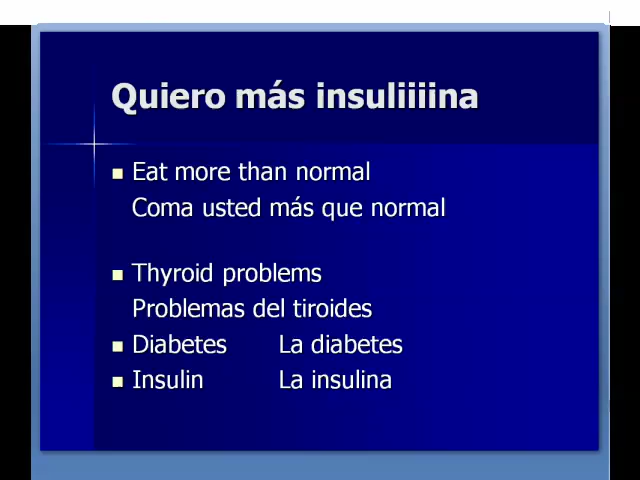 Quiero más insuliiiina
Eat more than normal
Coma usted más que normal
Thyroid problems
Problemas del tiroides
Diabetes La diabetes
Insulin La insulina